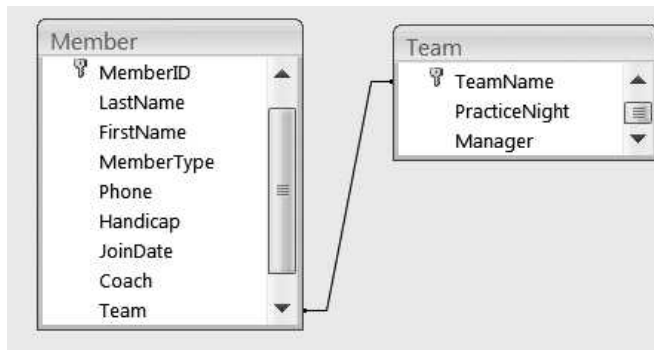 Member
MemberID
LastName
FirstName
MemberType
Phone
Handicap
JoinDate
Coach
Team
Team
TeamName
PracticeNight
Manager